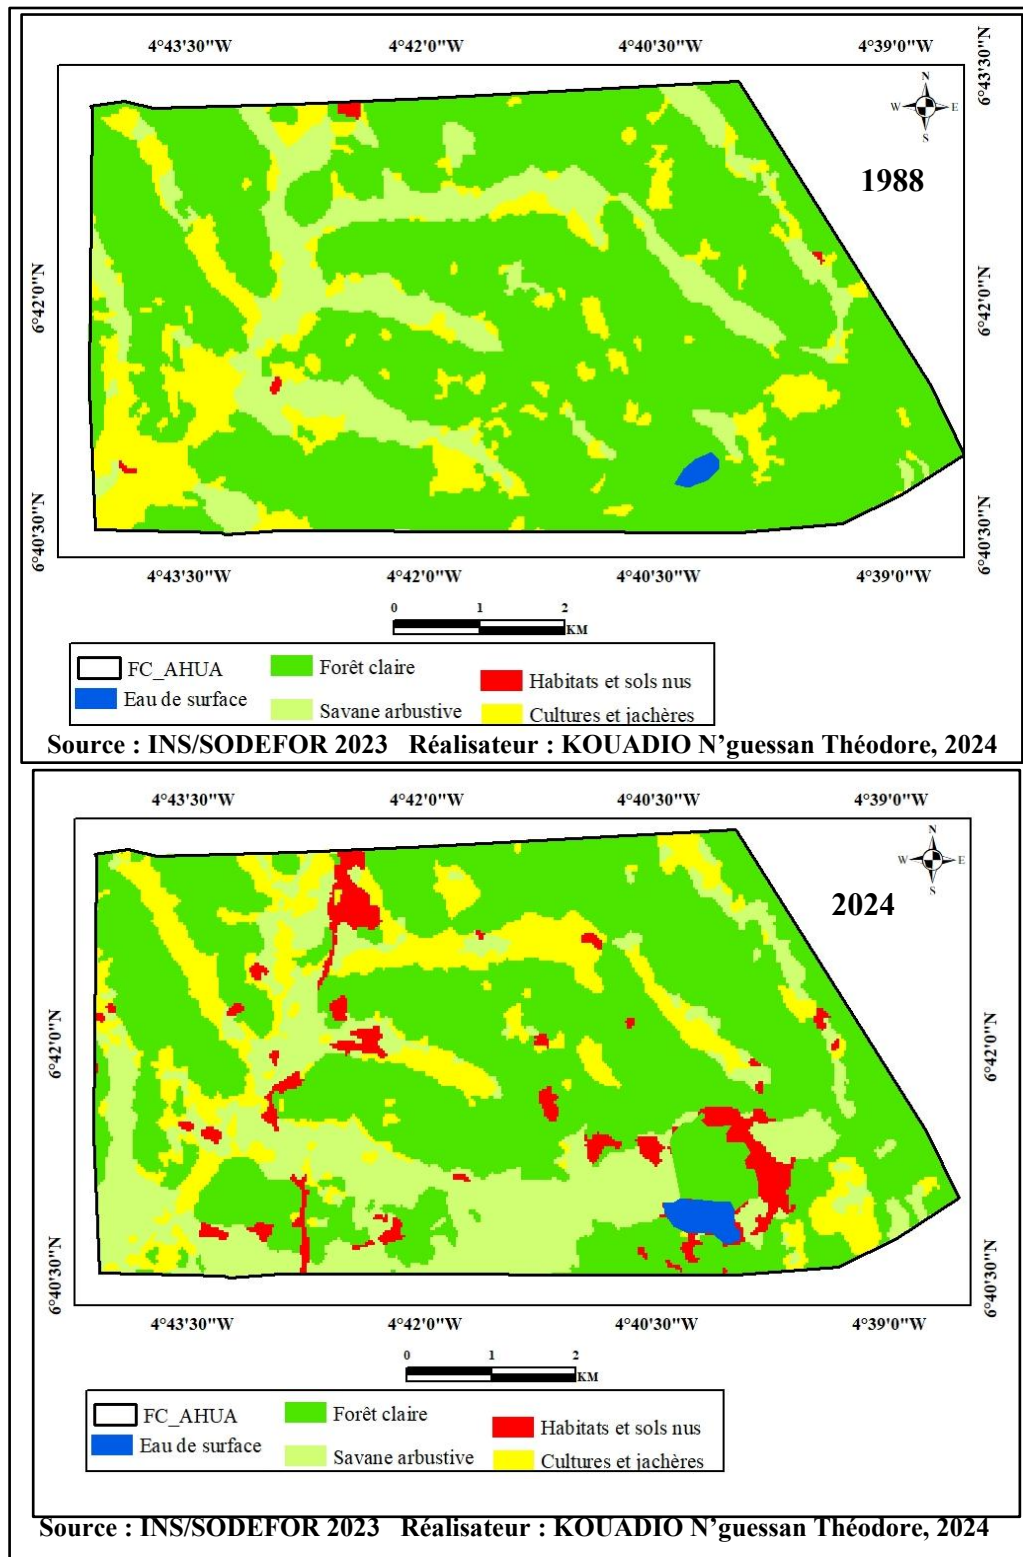 4°43'30"W 4°42'0"W 4°40'30"W 4°39'0"W
6°43'30"N
N
W E
S
1988
6°42'0"N 6°42'0"N
6°40'30"N 6°40'30"N
4°43'30"W 4°42'0"W 4°40'30"W 4°39'0"W
0 1 2
KM
FC_AHUA Forêt claire Habitats et sols nus
Eau de surface Savane arbustive Cultures et jachères
Source : INS/SODEFOR 2023 Réalisateur : KOUADIO N’guessan Théodore, 2024
4°43'30"W 4°42'0"W 4°40'30"W 4°39'0"W
N
W E
S
2024
6°42'0"N 6°42'0"N
6°40'30"N 6°40'30"N
4°43'30"W 4°42'0"W 4°40'30"W 4°39'0"W
0 1 2
KM
FC_AHUA Forêt claire Habitats et sols nus
Eau de surface Savane arbustive Cultures et jachères
Source : INS/SODEFOR 2023 Réalisateur : KOUADIO N’guessan Théodore, 2024